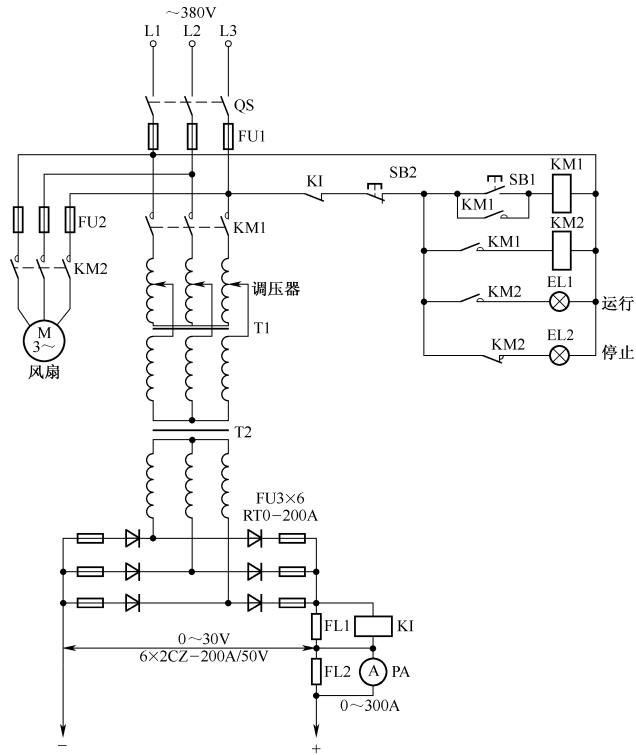 ~380V
L1 L2 L3
QS
FU1
KI SB2 KM1
SB1
KM1
FU2 KM1 KM1 KM2
KM2 调压器 KM2 EL1 运行
M
3~
T1 KM2 EL2 停止
风扇
T2
FU3×6
RT0-200A
0~30V FL1 KI
6×2CZ-200A/50V
FL2 A PA
0~300A
- +